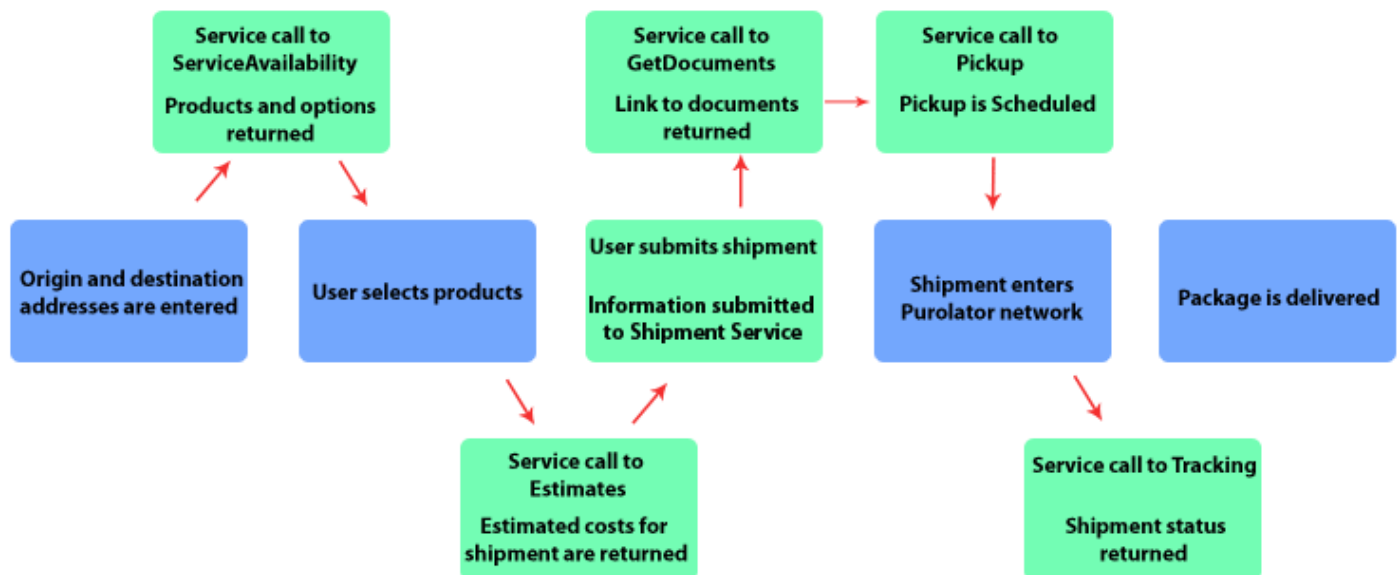 Service call to
ServiceAvailability
Products and options
returned
Service call to
GetDocuments
Link to documents
returned
Service call to
Pickup
Pickup is Scheduled
Origin and destination
addresses are entered
User selects products
User submits shipment
Information submitted
to Shipment Service
Shipment enters
Purolator network
Package is delivered
Service call to
Estimates
Estimated costs for
shipment are returned
Service call to Tracking
Shipment status
returned